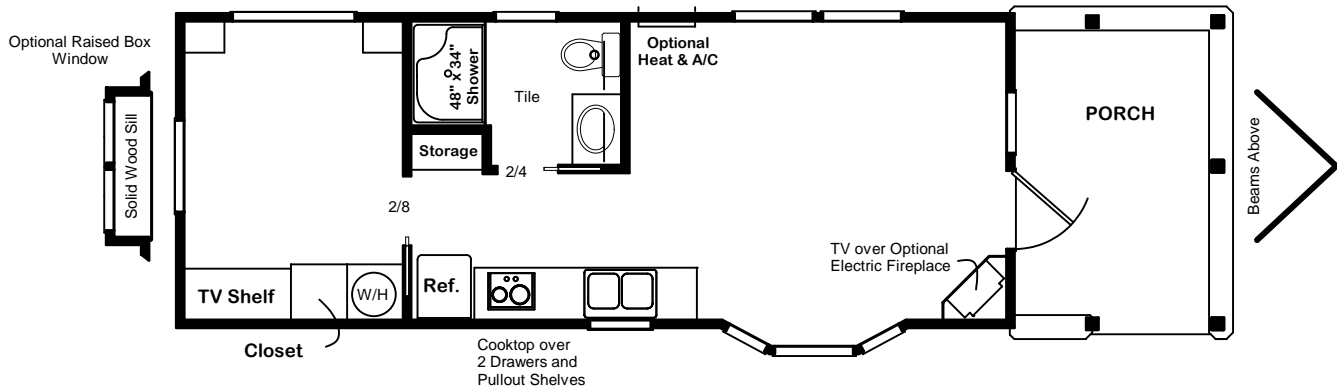 Optional Raised Box
Window
Solid Wood Sill
48" x 34"
Shower
Tile
Storage
2/4
2/8
Optional
Heat & A/C
PORCH
Beams Above
TV over Optional
Electric Fireplace
TV Shelf
W/H
Ref.
Closet
Cooktop over
2 Drawers and
Pullout Shelves